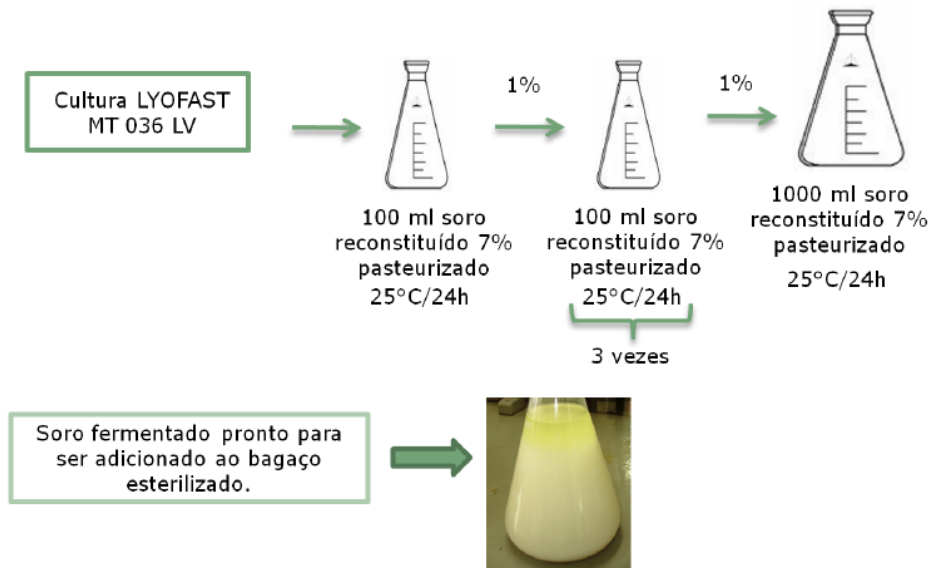 Cultura LYOFAST
MT 036 LV
1%
1%
100 ml soro
reconstituído 7%
pasteurizado
25°C/24h
100 ml soro
reconstituído 7%
pasteurizado
25°C/24h
3 vezes
1000 ml soro
reconstituído 7%
pasteurizado
25°C/24h
Soro fermentado pronto para
ser adicionado ao bagaço
esterilizado.